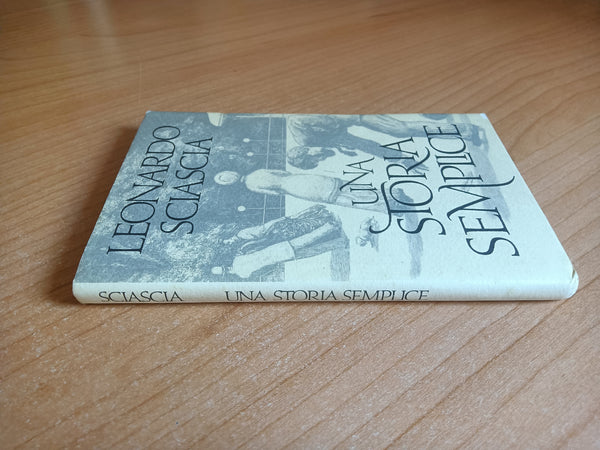 LEONARDO
SCIASCIA
UNA
STORIA
SEMPLICE
SCIASCIA UNA STORIA SEMPLICE